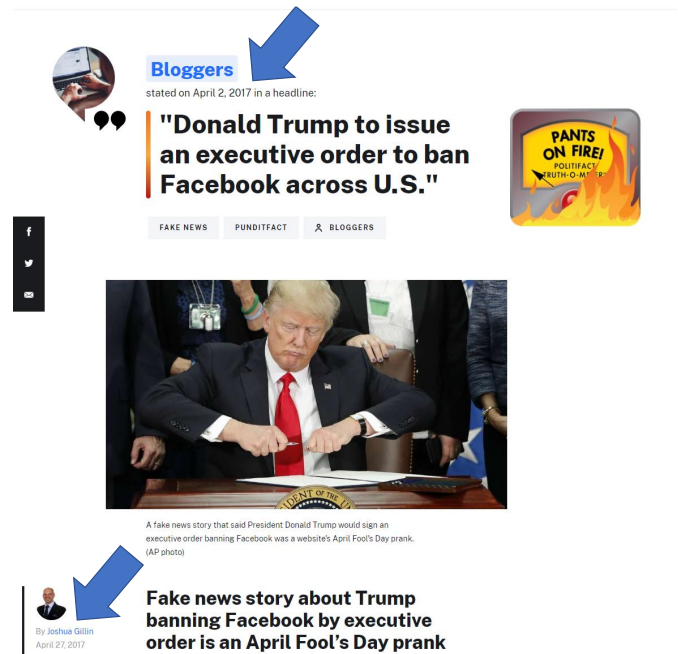 Bloggers
stated on April 2, 2017 in a headline:
"Donald Trump to issue
an executive order to ban
Facebook across U.S."
PANTS
ON FIRE!
POLITIFACT
TRUTH-O-METER
FAKE NEWS
PUNDITFACT
BLOGGERS
A fake news story that said President Donald Trump would sign an
executive order banning Facebook was a website's April Fool's Day prank.
(AP photo)
By Joshua Gillin
April 27, 2017
Fake news story about Trump
banning Facebook by executive
order is an April Fool's Day prank